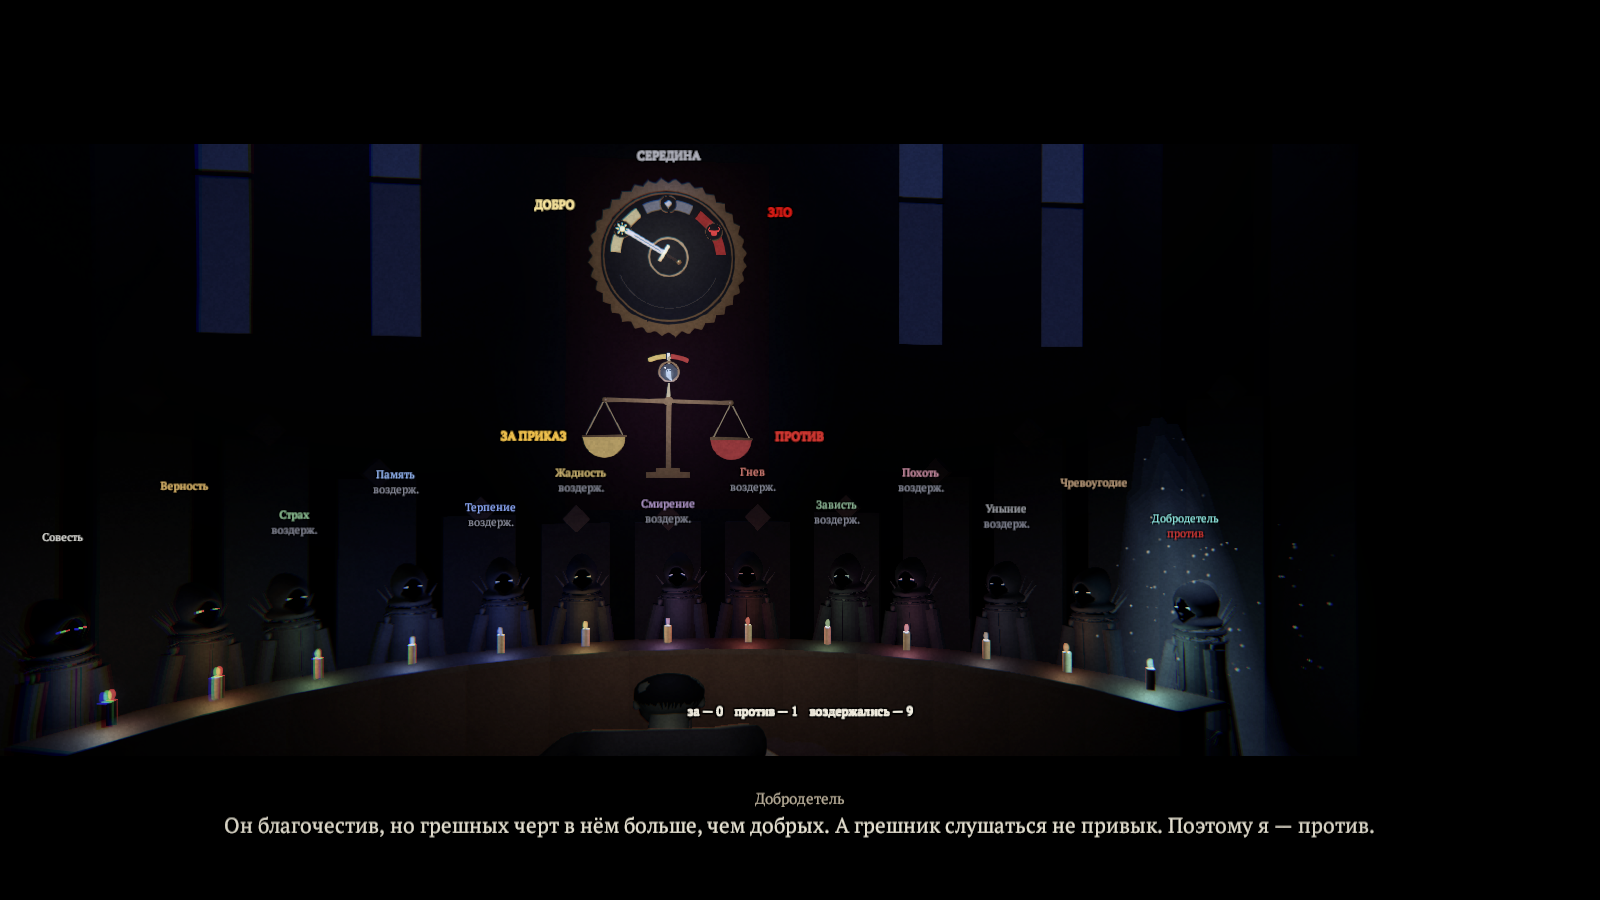 СЕРЕДИНА
ДОБРО
ЗЛО
ЗА ПРИКАЗ
ПРОТИВ
Совесть
Верность
Страх
воздерж.
Память
воздерж.
Терпение
воздерж.
Жадность
воздерж.
Смирение
воздерж.
Гнев
воздерж.
Зависть
воздерж.
Похоть
воздерж.
Уныние
воздерж.
Чревоугодие
Добродетель
против
за — 0 против — 1 воздержались — 9
Добродетель
Он благочестив, но грешных черт в нём больше, чем добрых. А грешник слушаться не привык. Поэтому я — против.